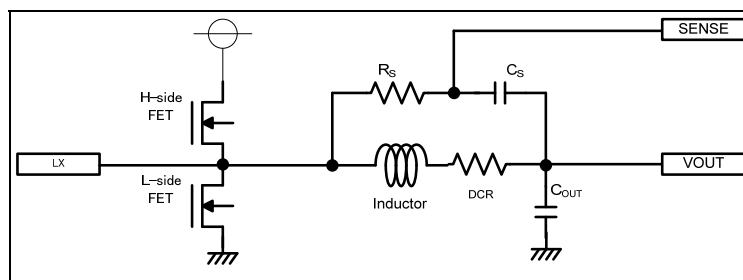 SENSE
RS
CS
H-side
FET
LX
VOUT
L-side
FET
Inductor
DCR
COUT